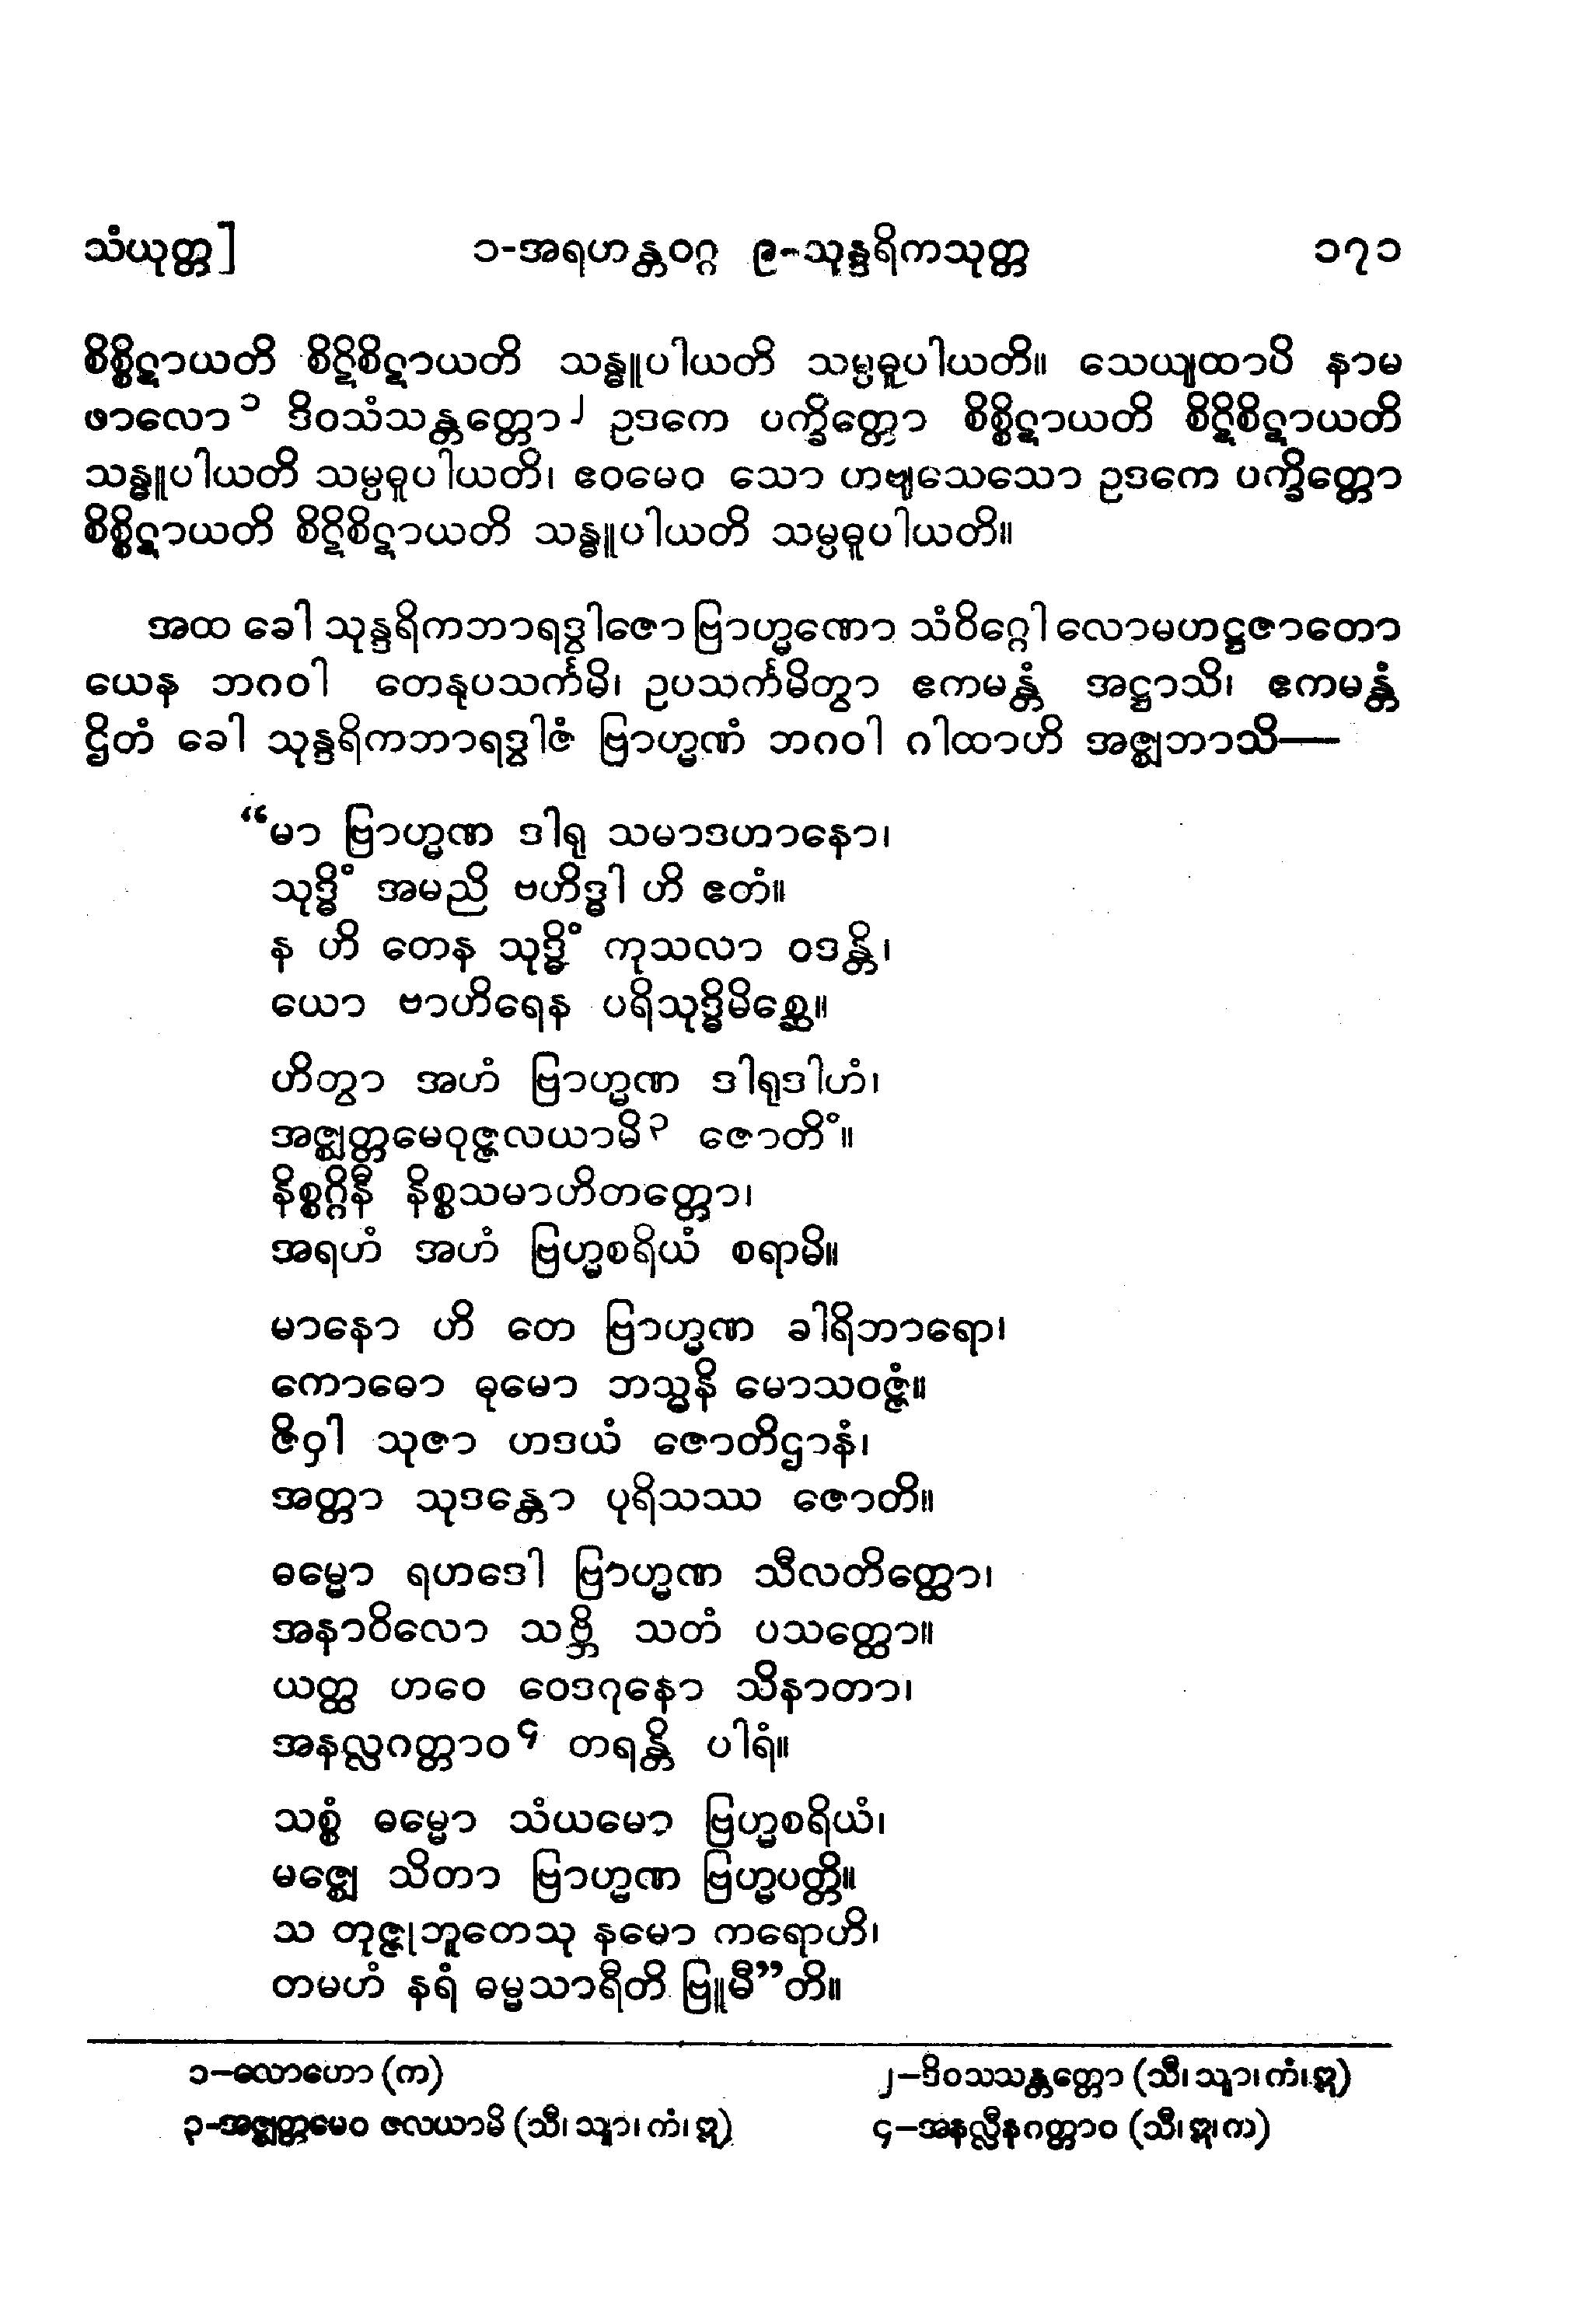 သံယုတ္တ] ၁-အရဟန္တဝဂ္ဂ ၉-သုန္ဒရိကသုတ္တ ၁၇၁
စိစ္စိဋာယတိ စိဋိစိဋာယတိ သန္ဓူပါယတိ သမ္ပဓူပါယတိ။ သေယျထာပိ နာမ
ဖာလော၁ ဒိဝသံသန္တတ္တော၂ ဥဒကေ ပက္ခိတ္တော စိစ္စိဋာယတိ စိဋိစိဋာယတိ
သန္ဓူပါယတိ သမ္ပဓူပါယတိ၊ ဧဝမေဝ သော ဟဗျသေသော ဥဒကေ ပက္ခိတ္တော
စိစ္စိဋာယတိ စိဋိစိဋာယတိ သန္ဓူပါယတိ သမ္ပဓူပါယတိ။
အထ ခေါ သုန္ဒရိကဘာရဒွါဇော ဗြာဟ္မဏော သံဝိဂ္ဂေါ လောမဟဋ္ဌဇာတော
ယေန ဘဂဝါ တေနုပသင်္ကမိ၊ ဥပသင်္ကမိတွာ ဧကမန္တံ အဋ္ဌာသိ၊ ဧကမန္တံ
ဌိတံ ခေါ သုန္ဒရိကဘာရဒွါဇံ ဗြာဟ္မဏံ ဘဂဝါ ဂါထာဟိ အဇ္ဈဘာသိ—
“မာ ဗြာဟ္မဏ ဒါရု သမာဒဟာနော၊
သုဒ္ဓိံ အမညိ ဗဟိဒ္ဓါ ဟိ ဧတံ။
န ဟိ တေန သုဒ္ဓိံ ကုသလာ ဝဒန္တိ၊
ယော ဗာဟိရေန ပရိသုဒ္ဓိမိစ္ဆေ။
ဟိတွာ အဟံ ဗြာဟ္မဏ ဒါရုဒါဟံ၊
အဇ္ဈတ္တမေဝုဇ္ဇလယာမိ၃ ဇောတိံ။
နိစ္စဂ္ဂိနီ နိစ္စသမာဟိတတ္တော၊
အရဟံ အဟံ ဗြဟ္မစရိယံ စရာမိ။
မာနော ဟိ တေ ဗြာဟ္မဏ ခါရိဘာရော၊
ကောဓော ဓုမော ဘသ္မနိ မောသဝဇ္ဇံ။
ဇိဝှါ သုဇာ ဟဒယံ ဇောတိဌာနံ၊
အတ္တာ သုဒန္တော ပုရိသဿ ဇောတိ။
ဓမ္မော ရဟဒေါ ဗြာဟ္မဏ သီလတိတ္ထော၊
အနာဝိလော သဗ္ဘိ သတံ ပသတ္ထော။
ယတ္ထ ဟဝေ ဝေဒဂုနော သိနာတာ၊
အနလ္လဂတ္တာဝ၄ တရန္တိ ပါရံ။
သစ္စံ ဓမ္မော သံယမော ဗြဟ္မစရိယံ၊
မဇ္ဈေ သိတာ ဗြာဟ္မဏ ဗြဟ္မပတ္တိ။
သ တုဇ္ဇုဘူတေသု နမော ကရောဟိ၊
တမဟံ နရံ ဓမ္မသာရီတိ ဗြူမီ”တိ။
၁–လောဟော (က) ၂–ဒိဝသသန္တတ္တော (သီ၊ သျာ၊ ကံ၊ ဣ)
၃–အဇ္ဈတ္တမေဝ ဇလယာမိ (သီ၊ သျာ၊ ကံ၊ ဣ) ၄–အနလ္လီနဂတ္တာဝ (သီ၊ ဣ၊ က)